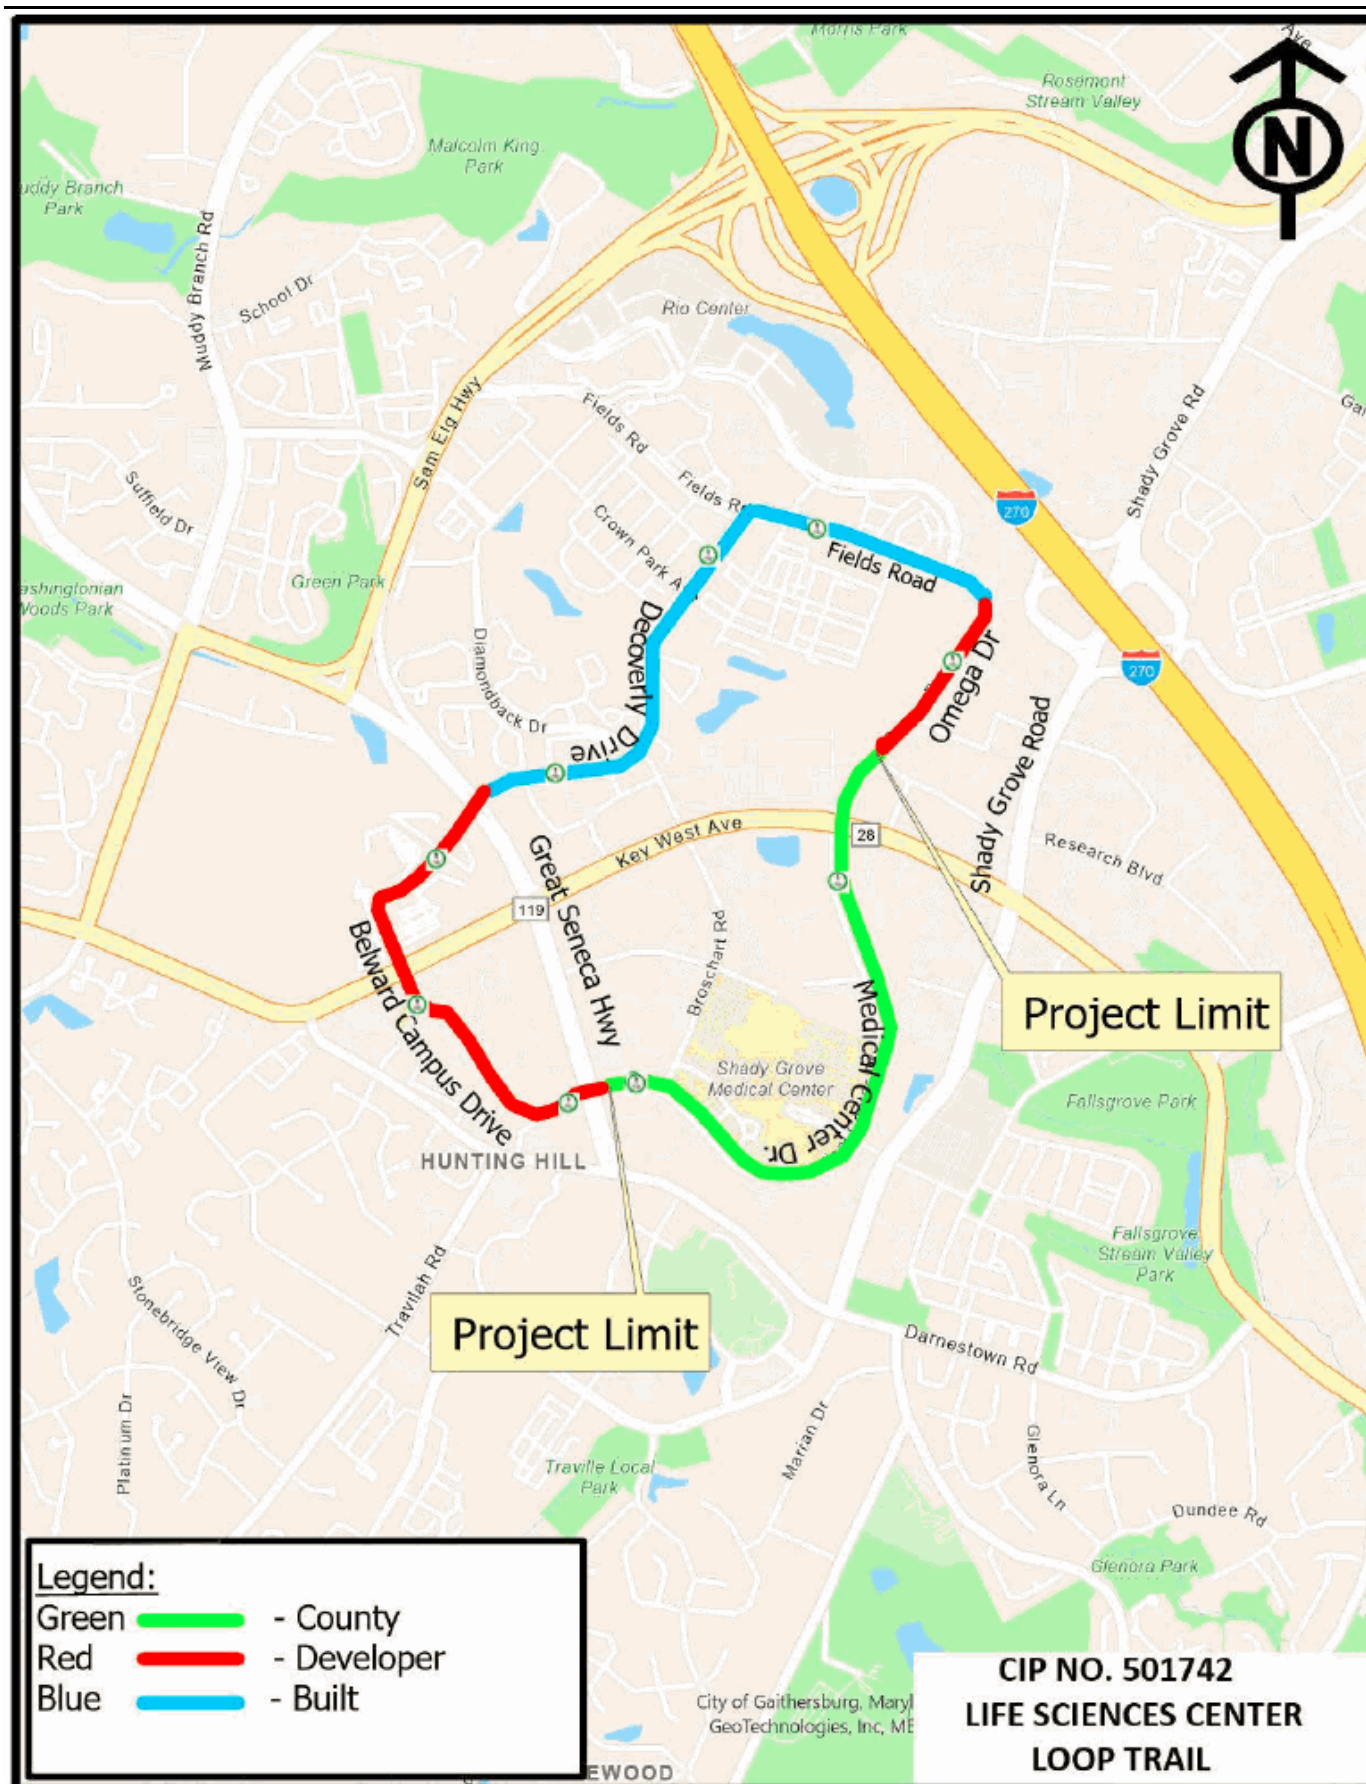 Morris Park
Ave
Rosemont
Stream Valley
N
Malcolm King
Park
uddy Branch
Park
Muddy Branch Rd
School Dr
Rio Center
Sam Eig Hwy
Fields Rd
Shady Grove Rd
Ga
Suffield Dr
Fields R
270
Crown Park A
Fields Road
Green Park
ashingtonian
Woods Park
Decoverly Drive
Diamondback Dr
Omega Dr
270
Shady Grove Road
Key West Ave
28
Research Blvd
Great Seneca Hwy
119
Belward Campus Drive
Broschart Rd
Medical Center Dr.
Project Limit
Shady Grove
Medical Center
Fallsgrove Park
HUNTING HILL
Fallsgrove
Stream Valley
Park
Travilah Rd
Stonebridge View Dr
Project Limit
Darnestown Rd
Platinum Dr
Marian Dr
Glenora Ln
Traville Local
Park
Dundee Rd
Glenora Park
Legend:
Green - County
Red - Developer
Blue - Built
City of Gaithersburg, Maryl
GeoTechnologies, Inc, ME
CIP NO. 501742
LIFE SCIENCES CENTER
LOOP TRAIL
EWOOD